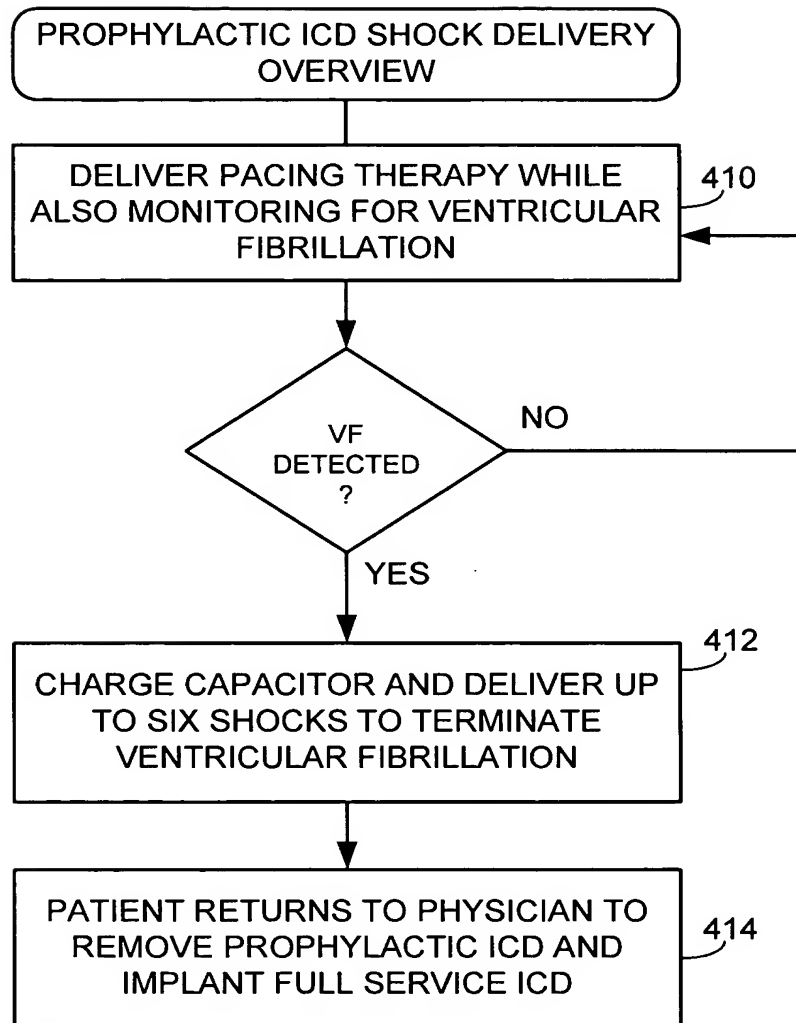 PROPHYLACTIC ICD SHOCK DELIVERY
OVERVIEW
DELIVER PACING THERAPY WHILE
ALSO MONITORING FOR VENTRICULAR
FIBRILLATION
410
VF
DETECTED
?
NO
YES
412
CHARGE CAPACITOR AND DELIVER UP
TO SIX SHOCKS TO TERMINATE
VENTRICULAR FIBRILLATION
PATIENT RETURNS TO PHYSICIAN TO
REMOVE PROPHYLACTIC ICD AND
IMPLANT FULL SERVICE ICD
414